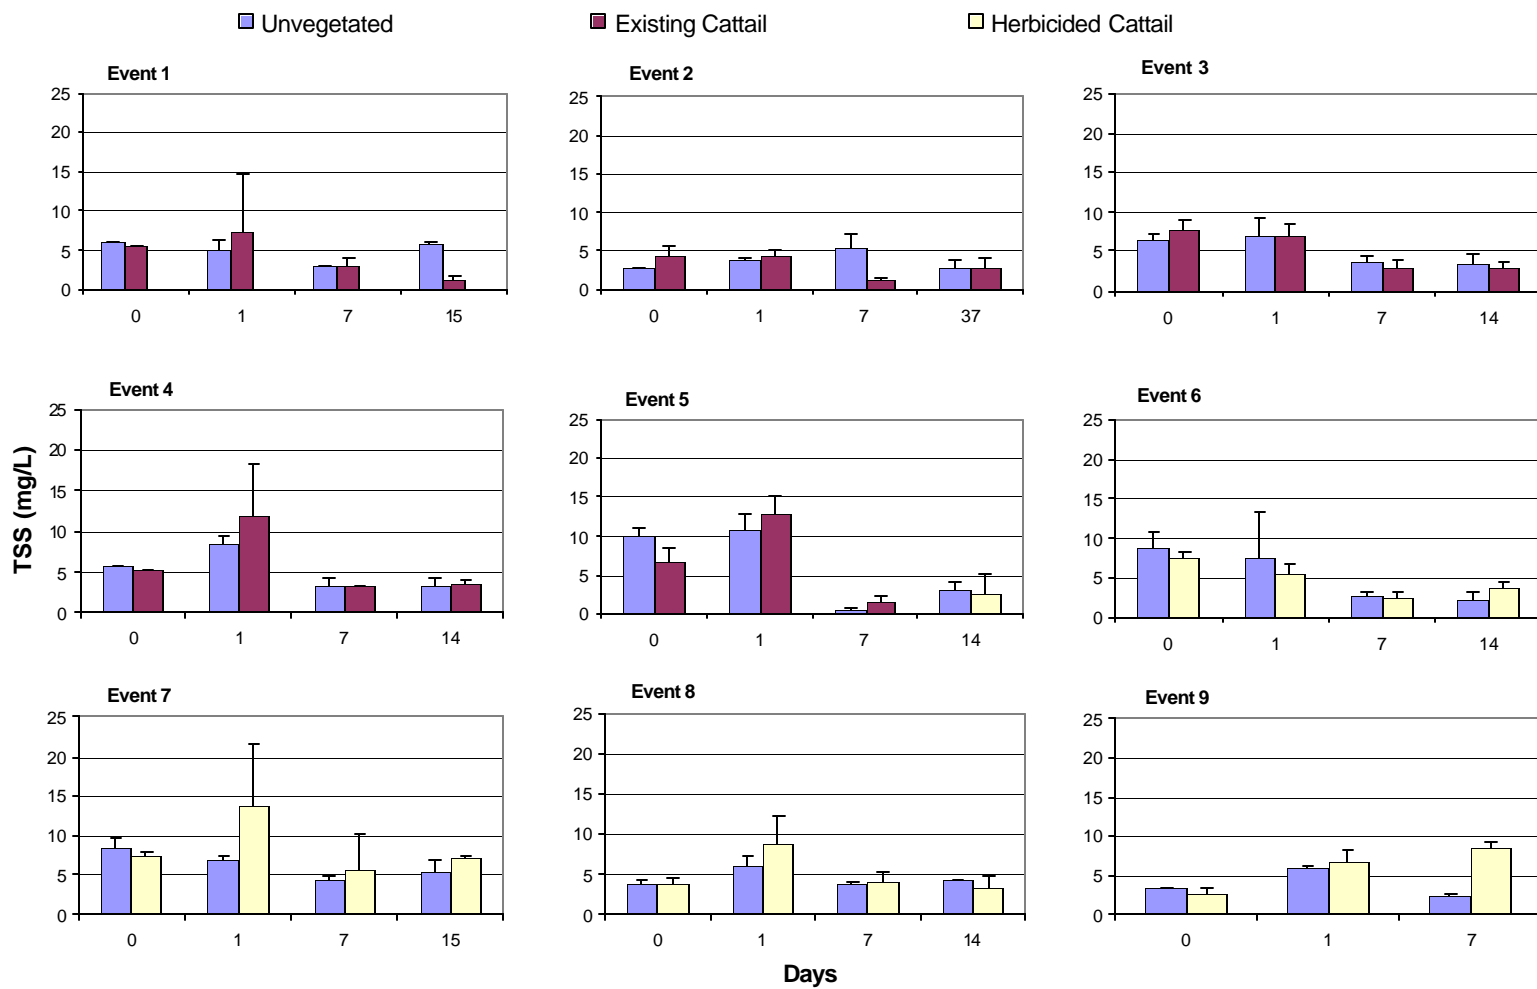 Unvegetated Existing Cattail Herbicided Cattail
Event 1
25
20
15
10
5
0
0 1 7 15
Event 2
25
20
15
10
5
0
0 1 7 37
Event 3
25
20
15
10
5
0
0 1 7 14
TSS (mg/L)
Event 4
25
20
15
10
5
0
0 1 7 14
Event 5
25
20
15
10
5
0
0 1 7 14
Event 6
25
20
15
10
5
0
0 1 7 14
Event 7
25
20
15
10
5
0
0 1 7 15
Event 8
25
20
15
10
5
0
0 1 7 14
Event 9
25
20
15
10
5
0
0 1 7
Days